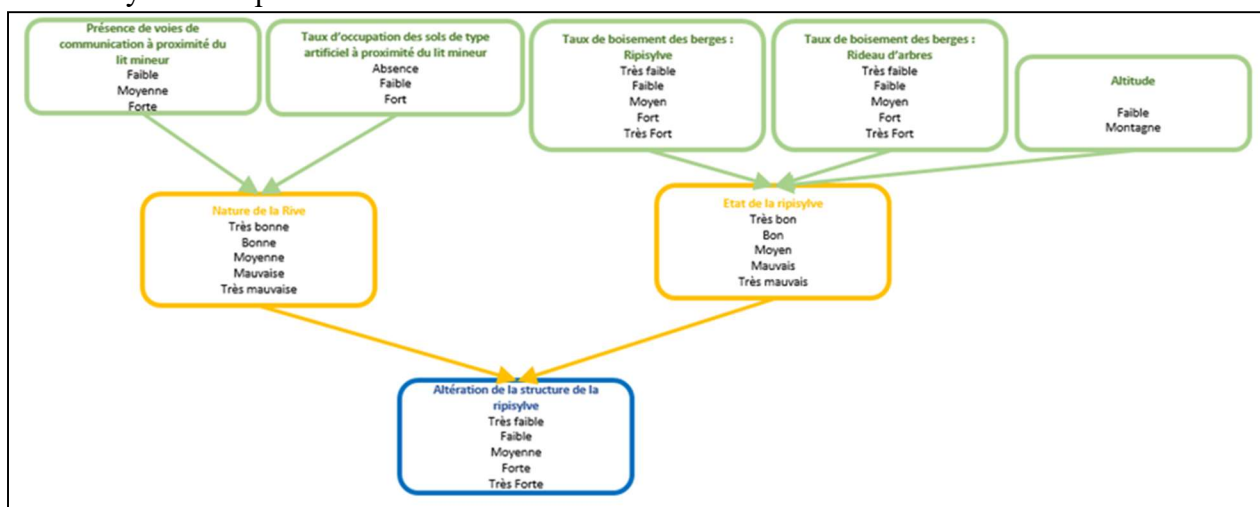 Présence de voies de
communication à proximité du
lit mineur
Faible
Moyenne
Forte
Taux d'occupation des sols de type
artificiel à proximité du lit mineur
Absence
Faible
Fort
Taux de boisement des berges :
Ripisylve
Très faible
Faible
Moyen
Fort
Très Fort
Taux de boisement des berges :
Rideau d'arbres
Très faible
Faible
Moyen
Fort
Très Fort
Altitude
Faible
Montagne
Nature de la Rive
Très bonne
Bonne
Moyenne
Mauvaise
Très mauvaise
Etat de la ripisylve
Très bon
Bon
Moyen
Mauvais
Très mauvais
Altération de la structure de la
ripisylve
Très faible
Faible
Moyenne
Forte
Très Forte